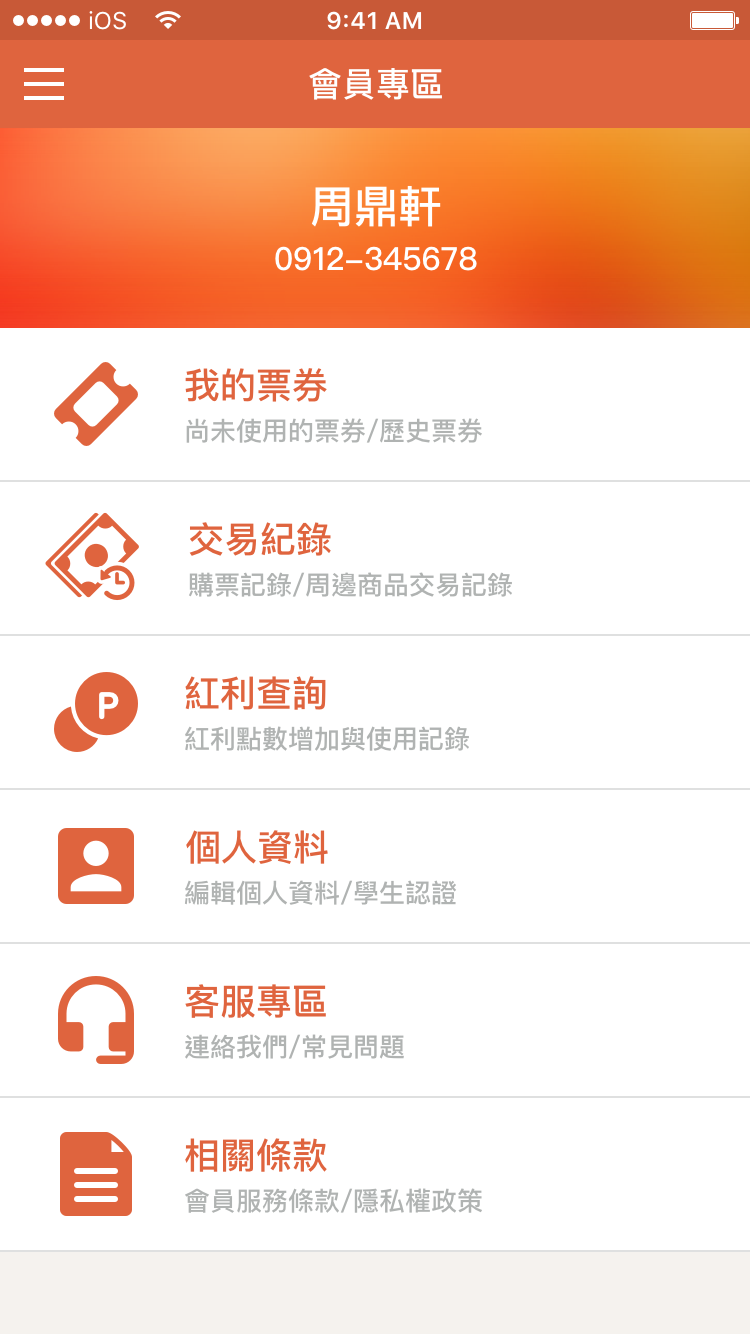 iOS 9:41 AM
會員專區
周鼎軒
0912-345678
我的票券
尚未使用的票券/歷史票券
交易紀錄
購票記錄/周邊商品交易記錄
P
紅利查詢
紅利點數增加與使用記錄
個人資料
編輯個人資料/學生認證
客服專區
連絡我們/常見問題
相關條款
會員服務條款/隱私權政策